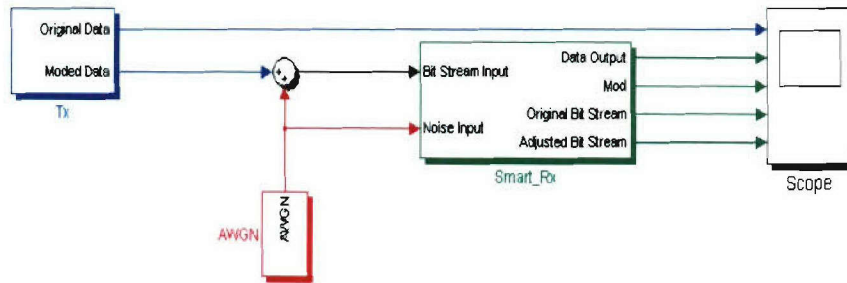 Original Data
Moded Data
Tx
AWGN
AWGN
Bit Stream Input
Noise Input
Data Output
Mod
Original Bit Stream
Adjusted Bit Stream
Smart_Rx
Scope